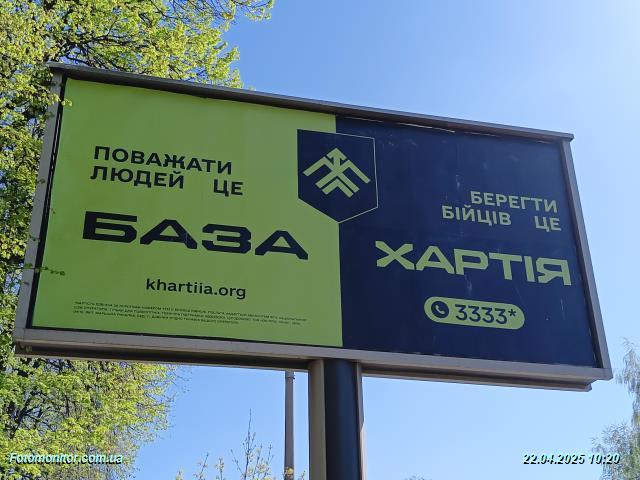 ПОВАЖАТИ
ЛЮДЕЙ ЦЕ
БАЗА
khartiia.org
БЕРЕГТИ
БІЙЦІВ ЦЕ
ХАРТІЯ
3333*
Fotomonitor.com.ua
22.04.2025 10:20